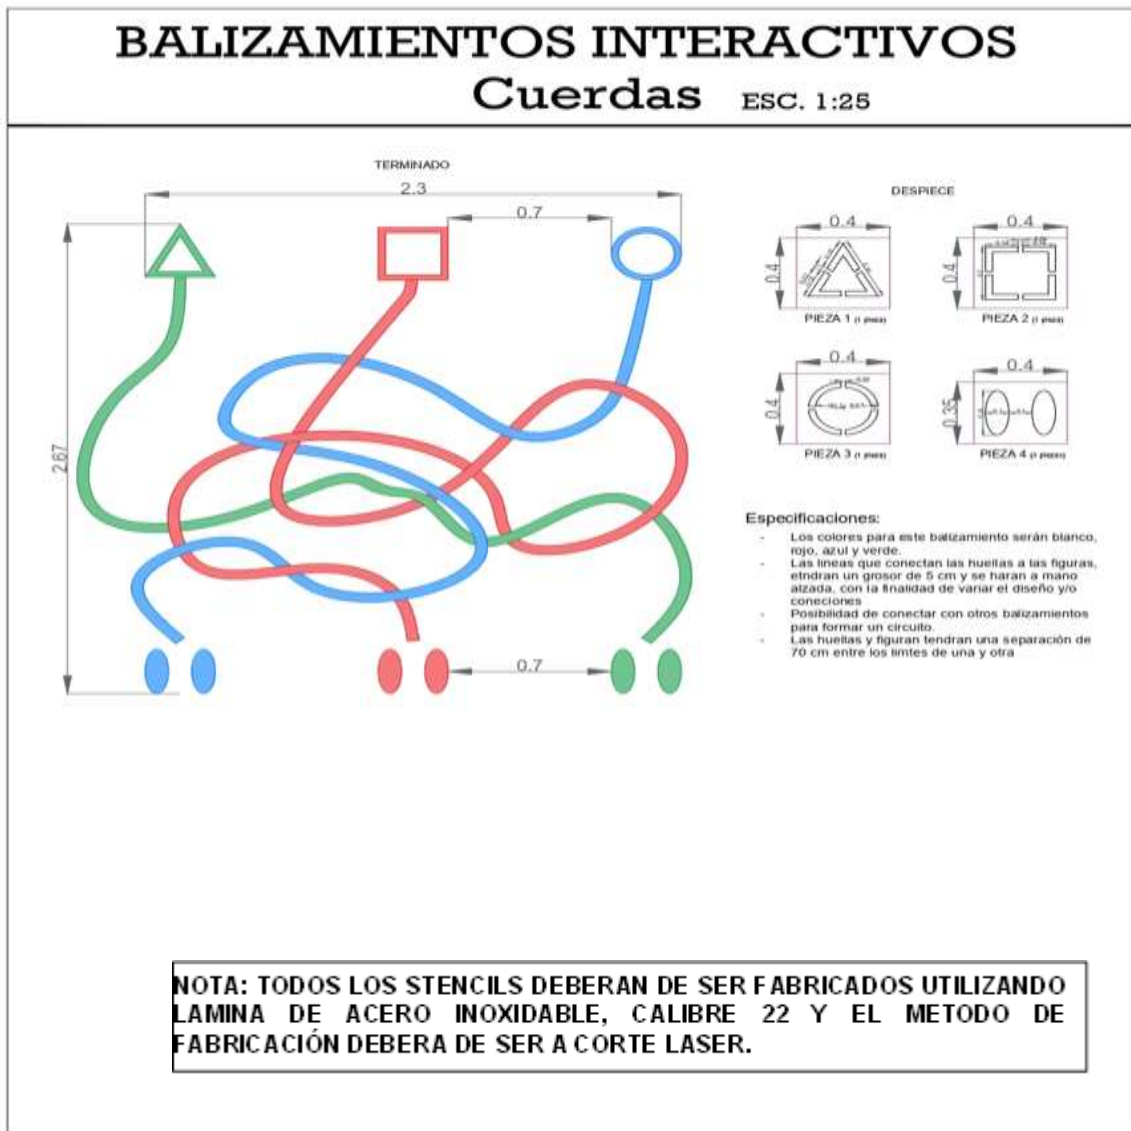 BALIZAMIENTOS INTERACTIVOS
Cuerdas ESC. 1:25
TERMINADO
2.3
0.7
2.67
0.7
DESPIECE
0.4
0.4
0.4
0.4
PIEZA 1 (1 pieza)
PIEZA 2 (1 pieza)
0.4
0.4
0.4
0.35
PIEZA 3 (1 pieza)
PIEZA 4
Especificaciones:
- Los colores para este balizamiento serán blanco,
rojo, azul y verde.
- Las lineas que conectan las huellas a las figuras,
etndran un grosor de 5 cm y se haran a mano
alzada, con la finalidad de variar el diseño y/o
coneciones
- Posibilidad de conectar con otros balizamientos
para formar un circuito.
- Las huellas y figuran tendran una separación de
70 cm entre los limtes de una y otra
NOTA: TODOS LOS STENCILS DEBERAN DE SER FABRICADOS UTILIZANDO
LAMINA DE ACERO INOXIDABLE, CALIBRE 22 Y EL METODO DE
FABRICACIÓN DEBERA DE SER A CORTE LASER.